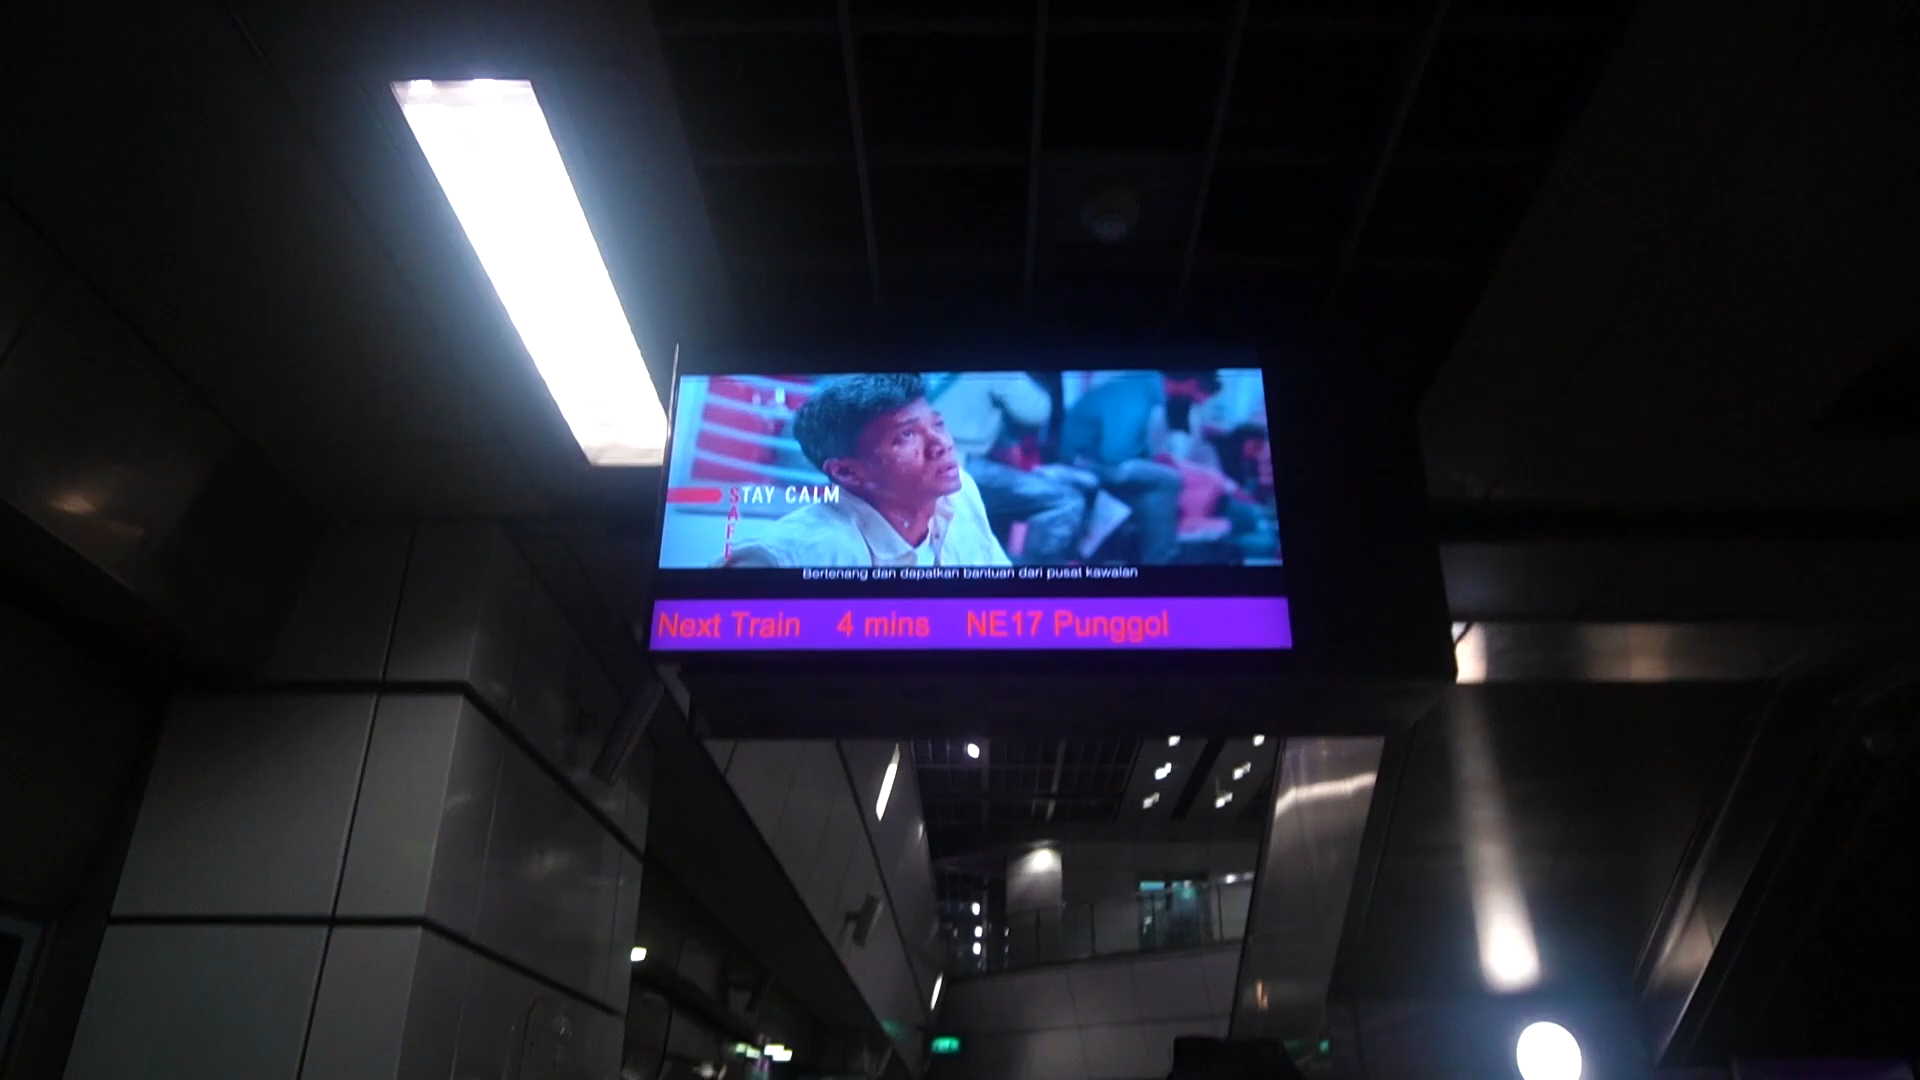 STAY CALM
A
F
E
Bertenang dan dapatkan bantuan dari pusat kawalan
Next Train 4 mins NE17 Punggol